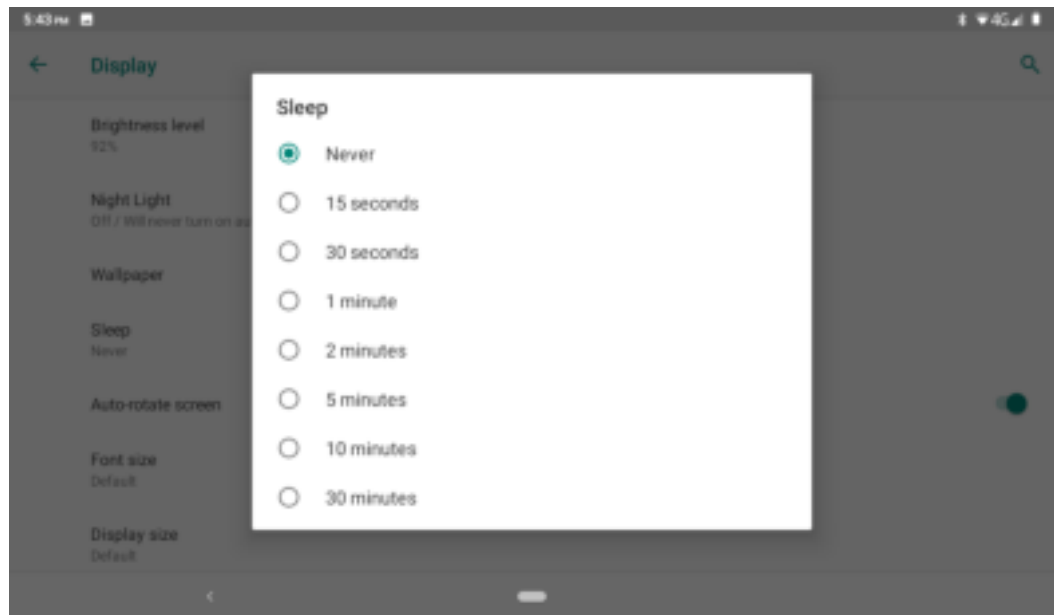 5:43 PM
4G
Display
Sleep
Never
15 seconds
30 seconds
1 minute
2 minutes
5 minutes
10 minutes
30 minutes
Brightness level
92%
Night Light
Off / Will never turn on au
Wallpaper
Sleep
Never
Auto-rotate screen
Font size
Default
Display size
Default